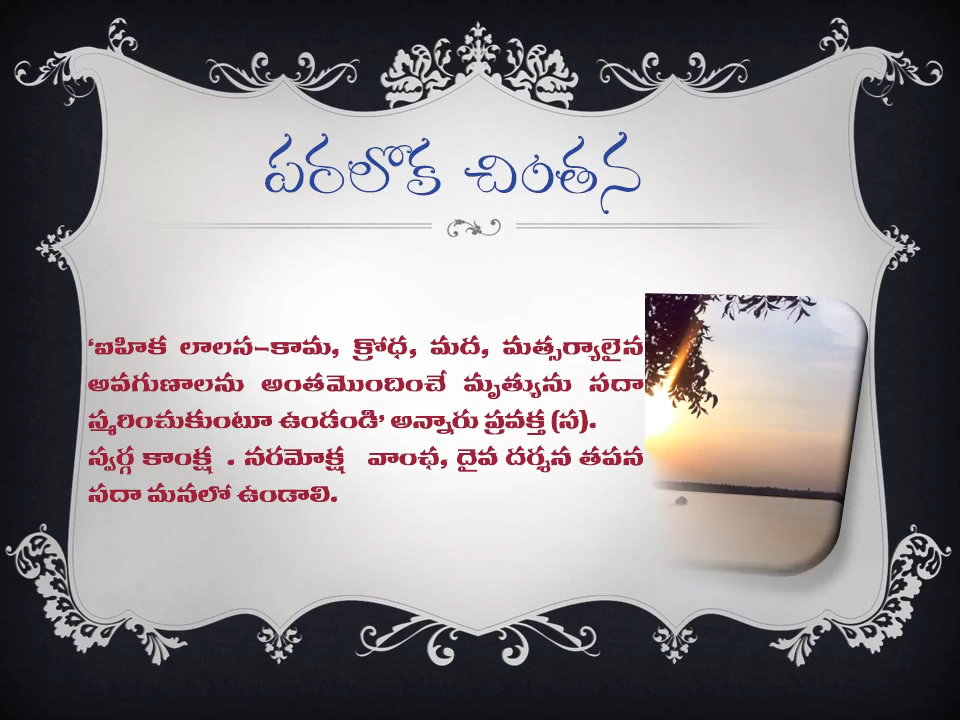 పరలొక చింతన
‘ఐహిక లాలస-కామ, క్రోధ, మద, మత్సర్యాలైన
అవగుణాలను అంతమొందించే మృత్యును సదా
స్మరించుకుంటూ ఉండండి’ అన్నారు ప్రవక్త (స).
స్వర్గ కాంక్ష . నరమోక్ష వాంఛ, దైవ దర్శన తపన
సదా మనలో ఉండాలి.